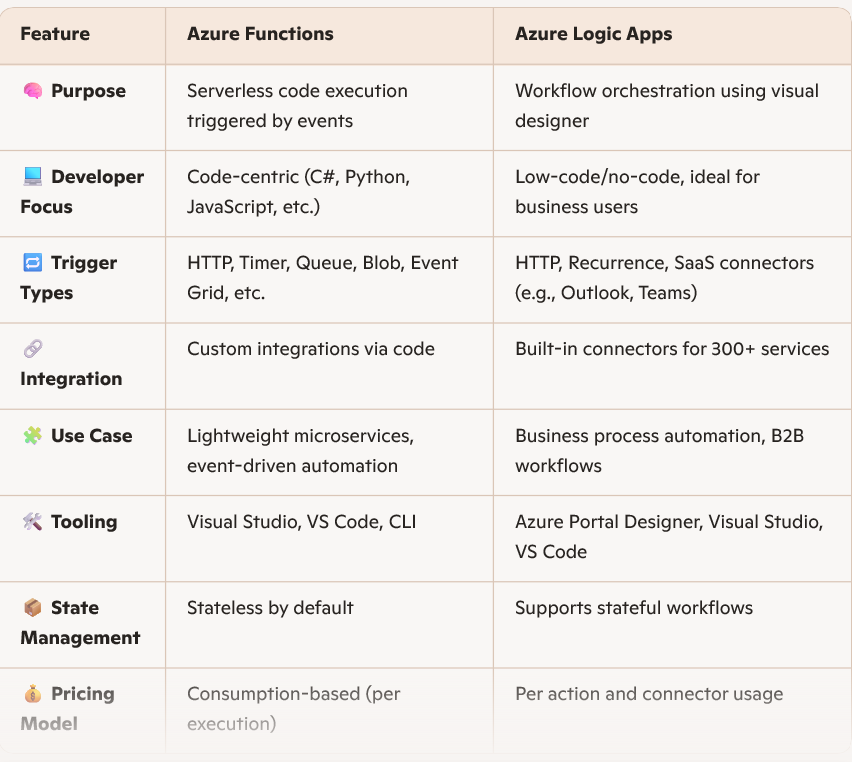 Feature Azure Functions Azure Logic Apps
🧠 Purpose Serverless code execution Workflow orchestration using visual
triggered by events designer
💻 Developer Code-centric (C#, Python, Low-code/no-code, ideal for
Focus JavaScript, etc.) business users
🔁 Trigger HTTP, Timer, Queue, Blob, Event HTTP, Recurrence, SaaS connectors
Types Grid, etc. (e.g., Outlook, Teams)
🔗 Custom integrations via code Built-in connectors for 300+ services
Integration
🧩 Use Case Lightweight microservices, Business process automation, B2B
event-driven automation workflows
🛠️ Tooling Visual Studio, VS Code, CLI Azure Portal Designer, Visual Studio,
VS Code
📦 State Stateless by default Supports stateful workflows
Management
💰 Pricing Consumption-based (per Per action and connector usage
Model execution)